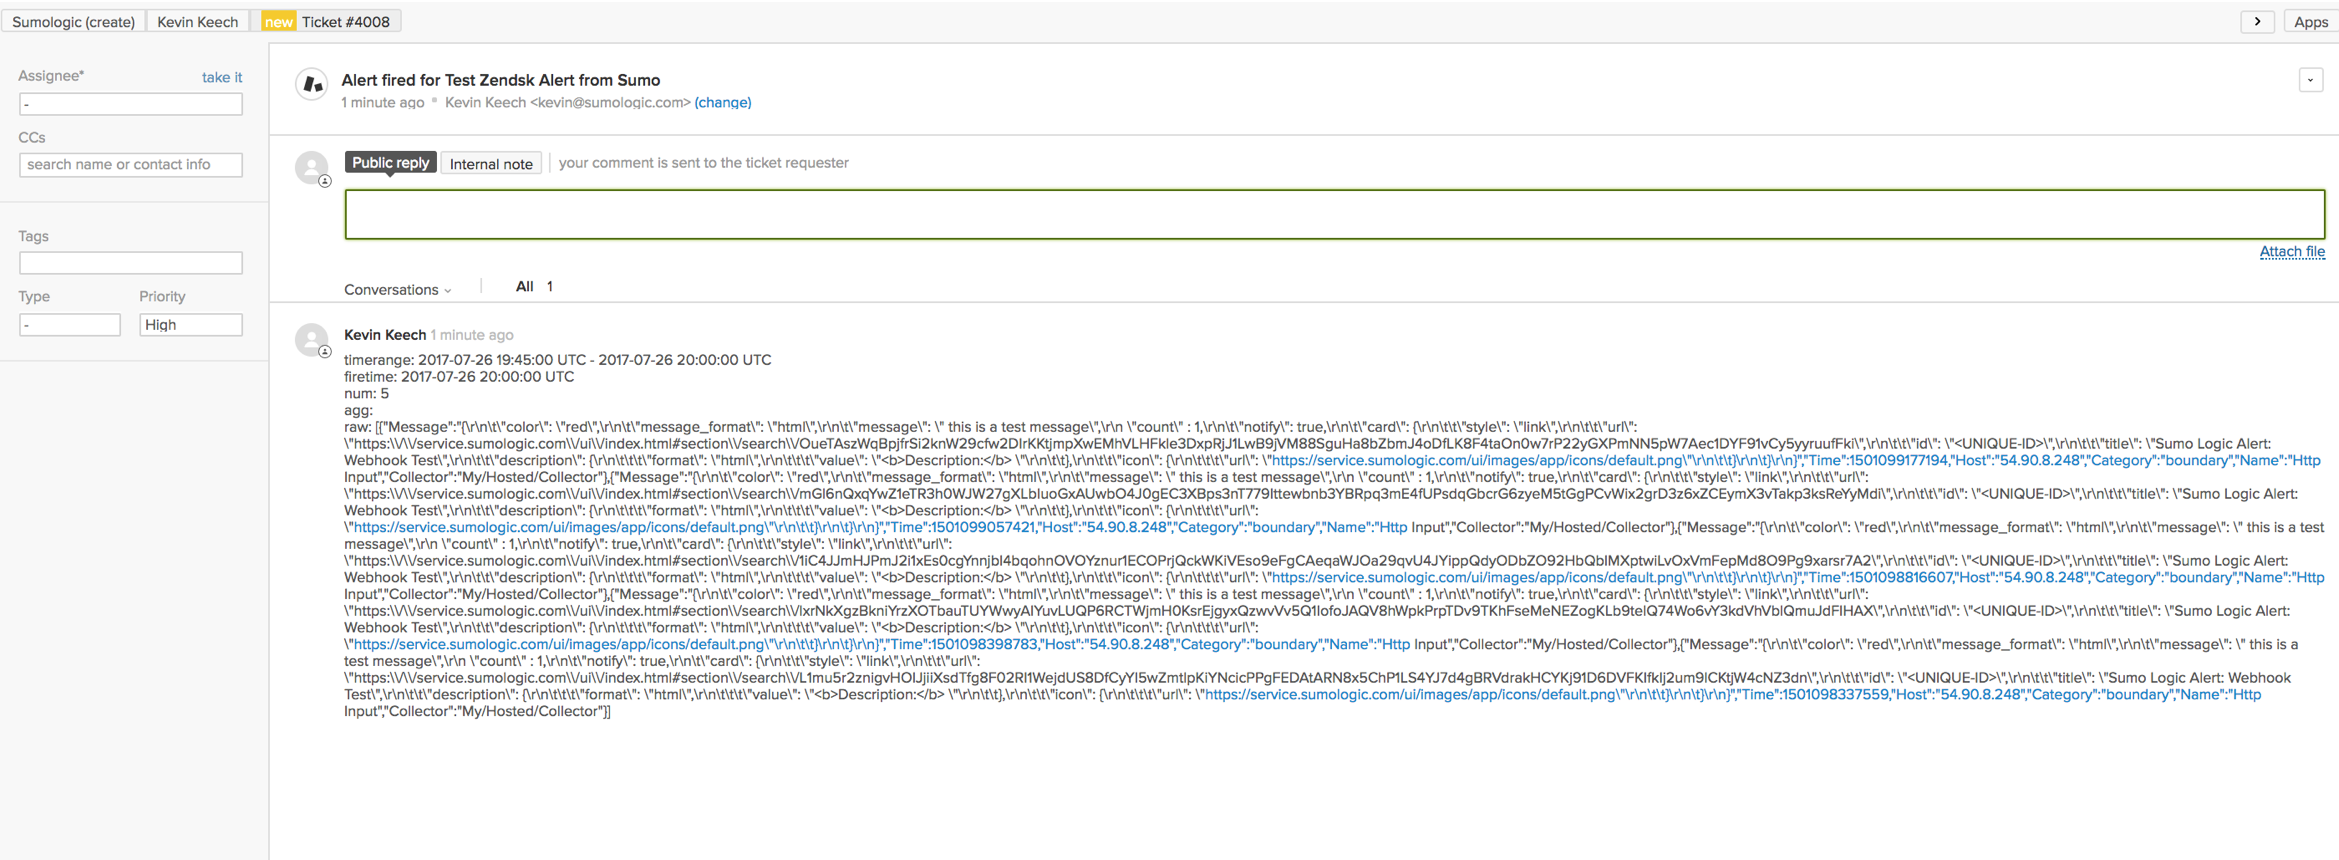 Sumologic (create)
Kevin Keech
new Ticket #4008
>
Apps
Assignee*
take it
-
CCs
search name or contact info
Tags
Type
Priority
-
High
Alert fired for Test Zendsk Alert from Sumo
1 minute ago • Kevin Keech <kevin@sumologic.com> (change)
Public reply
Internal note
your comment is sent to the ticket requester
Attach file
Conversations
All 1
Kevin Keech 1 minute ago
timerange: 2017-07-26 19:45:00 UTC - 2017-07-26 20:00:00 UTC
firetime: 2017-07-26 20:00:00 UTC
num: 5
agg:
raw: [{"Message":"{\r\n\t\"color\": \"red\",\r\n\t\"message_format\": \"html\",\r\n\t\"message\": \" this is a test message\",\r\n \"count\" : 1,\r\n\t\"notify\": true,\r\n\t\"card\": {\r\n\t\t\"style\": \"link\",\r\n\t\t\"url\":
\"https:\\/\\/service.sumologic.com\\/ui\\/index.html#section\\/search\\/OueTAszWqBpjfrSi2knW29cfw2DIrKKtjmpXwEMhVLHFkle3DxpRjJ1LwB9jVM88SguHa8bZbmJ4oDfLK8F4taOn0w7rP22yGXPmNN5pW7Aec1DYF91vCy5yyruufFki\",\r\n\t\t\"id\": \"<UNIQUE-ID>\",\r\n\t\t\"title\": \"Sumo Logic Alert:
Webhook Test\",\r\n\t\t\"description\": {\r\n\t\t\t\"format\": \"html\",\r\n\t\t\t\"value\": \"<b>Description:</b> \"\r\n\t\t},\r\n\t\t\"icon\": {\r\n\t\t\t\"url\": \"https://service.sumologic.com/ui/images/app/icons/default.png\"\r\n\t\t}\r\n\t}\r\n}","Time":1501099177194,"Host":"54.90.8.248","Category":"boundary","Name":"Http
Input","Collector":"My/Hosted/Collector"},{"Message":"{\r\n\t\"color\": \"red\",\r\n\t\"message_format\": \"html\",\r\n\t\"message\": \" this is a test message\",\r\n \"count\" : 1,\r\n\t\"notify\": true,\r\n\t\"card\": {\r\n\t\t\"style\": \"link\",\r\n\t\t\"url\":
\"https:\\/\\/service.sumologic.com\\/ui\\/index.html#section\\/search\\/mGl6nQxqYwZ1eTR3h0WJW27gXLbIuoGxAUwbO4J0gEC3XBps3nT779Ittewbnb3YBRpq3mE4fUPsdqGbcrG6zyeM5tGgPCvWix2grD3z6xZCEymX3vTakp3ksReYyMdi\",\r\n\t\t\"id\": \"<UNIQUE-ID>\",\r\n\t\t\"title\": \"Sumo Logic Alert:
Webhook Test\",\r\n\t\t\"description\": {\r\n\t\t\t\"format\": \"html\",\r\n\t\t\t\"value\": \"<b>Description:</b> \"\r\n\t\t},\r\n\t\t\"icon\": {\r\n\t\t\t\"url\":
\"https://service.sumologic.com/ui/images/app/icons/default.png\"\r\n\t\t}\r\n\t}\r\n}","Time":1501099057421,"Host":"54.90.8.248","Category":"boundary","Name":"Http Input","Collector":"My/Hosted/Collector"},{"Message":"{\r\n\t\"color\": \"red\",\r\n\t\"message_format\": \"html\",\r\n\t\"message\": \" this is a test
message\",\r\n \"count\" : 1,\r\n\t\"notify\": true,\r\n\t\"card\": {\r\n\t\t\"style\": \"link\",\r\n\t\t\"url\":
\"https:\\/\\/service.sumologic.com\\/ui\\/index.html#section\\/search\\/1iC4JJmHJPmJ2i1xEs0cgYnnjbI4bqohnOVOYznur1ECOPrjQckWKiVEso9eFgCAeqaWJOa29qvU4JYippQdyODbZO92HbQbIMXptwiLvOxVmFepMd8O9Pg9xarsr7A2\",\r\n\t\t\"id\": \"<UNIQUE-ID>\",\r\n\t\t\"title\": \"Sumo Logic Alert:
Webhook Test\",\r\n\t\t\"description\": {\r\n\t\t\t\"format\": \"html\",\r\n\t\t\t\"value\": \"<b>Description:</b> \"\r\n\t\t},\r\n\t\t\"icon\": {\r\n\t\t\t\"url\": \"https://service.sumologic.com/ui/images/app/icons/default.png\"\r\n\t\t}\r\n\t}\r\n}","Time":1501098816607,"Host":"54.90.8.248","Category":"boundary","Name":"Http
Input","Collector":"My/Hosted/Collector"},{"Message":"{\r\n\t\"color\": \"red\",\r\n\t\"message_format\": \"html\",\r\n\t\"message\": \" this is a test message\",\r\n \"count\" : 1,\r\n\t\"notify\": true,\r\n\t\"card\": {\r\n\t\t\"style\": \"link\",\r\n\t\t\"url\":
\"https:\\/\\/service.sumologic.com\\/ui\\/index.html#section\\/search\\/IxrNkXgzBkniYrzXOTbauTUYWwyAlYuvLUQP6RCTWjmH0KsrEjgyxQzwvVv5Q1IofoJAQV8hWpkPrpTDv9TKhFseMeNEZogKLb9telQ74Wo6vY3kdVhVblQmuJdFlHAX\",\r\n\t\t\"id\": \"<UNIQUE-ID>\",\r\n\t\t\"title\": \"Sumo Logic Alert:
Webhook Test\",\r\n\t\t\"description\": {\r\n\t\t\t\"format\": \"html\",\r\n\t\t\t\"value\": \"<b>Description:</b> \"\r\n\t\t},\r\n\t\t\"icon\": {\r\n\t\t\t\"url\":
\"https://service.sumologic.com/ui/images/app/icons/default.png\"\r\n\t\t}\r\n\t}\r\n}","Time":1501098398783,"Host":"54.90.8.248","Category":"boundary","Name":"Http Input","Collector":"My/Hosted/Collector"},{"Message":"{\r\n\t\"color\": \"red\",\r\n\t\"message_format\": \"html\",\r\n\t\"message\": \" this is a
test message\",\r\n \"count\" : 1,\r\n\t\"notify\": true,\r\n\t\"card\": {\r\n\t\t\"style\": \"link\",\r\n\t\t\"url\":
\"https:\\/\\/service.sumologic.com\\/ui\\/index.html#section\\/search\\/L1mu5r2znigvHOIJjiiXsdTfg8F02RI1WejdUS8DfCyYI5wZmtlpKiYNcicPPgFEDAtARN8x5ChP1LS4YJ7d4gBRVdrakHCYKj91D6DVFKIfkIj2um9lCKtjW4cNZ3dn\",\r\n\t\t\"id\": \"<UNIQUE-ID>\",\r\n\t\t\"title\": \"Sumo Logic Alert: Webhook
Test\",\r\n\t\t\"description\": {\r\n\t\t\t\"format\": \"html\",\r\n\t\t\t\"value\": \"<b>Description:</b> \"\r\n\t\t},\r\n\t\t\"icon\": {\r\n\t\t\t\"url\": \"https://service.sumologic.com/ui/images/app/icons/default.png\"\r\n\t\t}\r\n\t}\r\n}","Time":1501098337559,"Host":"54.90.8.248","Category":"boundary","Name":"Http
Input","Collector":"My/Hosted/Collector"}]